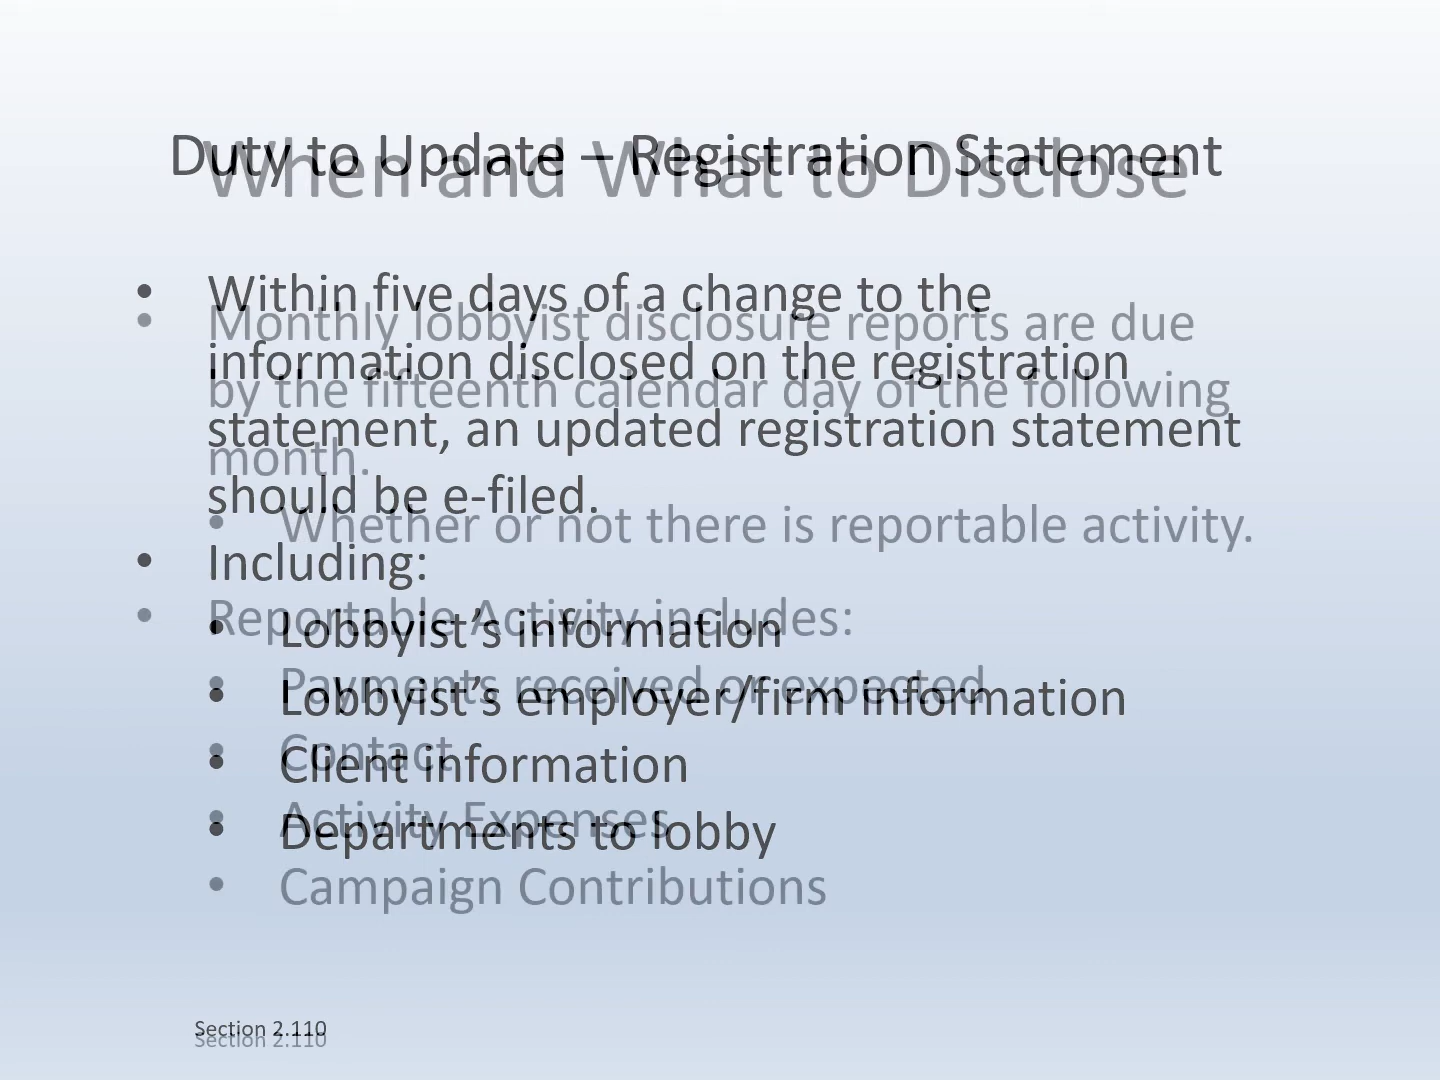 Duty to Update – Registration Statement
• Within five days of a change to the
information disclosed on the registration
statement, an updated registration statement
should be e-filed.
• Including:
• Lobbyist’s information
• Lobbyist’s employer/firm information
• Client information
• Departments to lobby
Section 2.110
When and What to Disclose
• Monthly lobbyist disclosure reports are due
by the fifteenth calendar day of the following
month.
• Whether or not there is reportable activity.
• Reportable Activity includes:
• Payments received or expected
• Contact
• Activity Expenses
• Campaign Contributions
Section 2.110